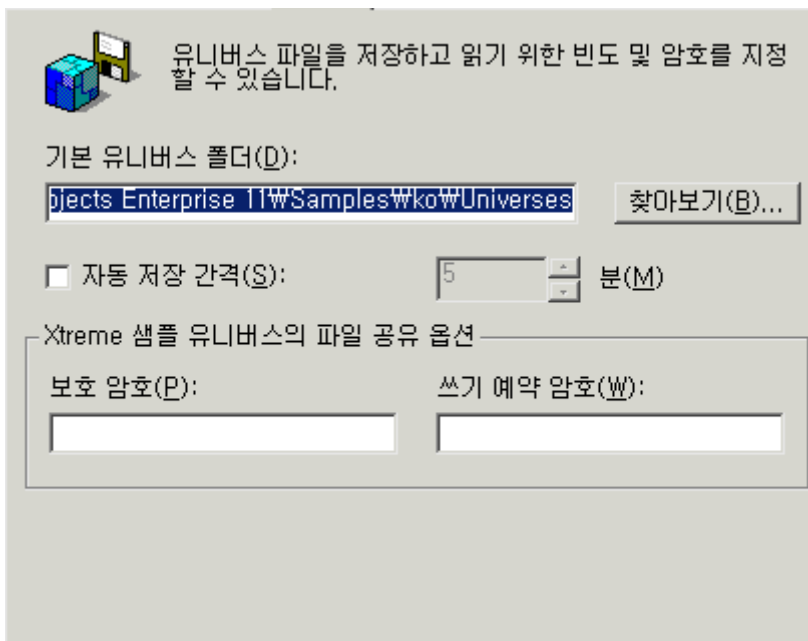 유니버스 파일을 저장하고 읽기 위한 빈도 및 암호를 지정
할 수 있습니다.
기본 유니버스 폴더(D):
bjects Enterprise 11₩Samples₩ko₩Universes
찾아보기(B)...
자동 저장 간격(S):
5
분(M)
Xtreme 샘플 유니버스의 파일 공유 옵션
보호 암호(P):
쓰기 예약 암호(W):